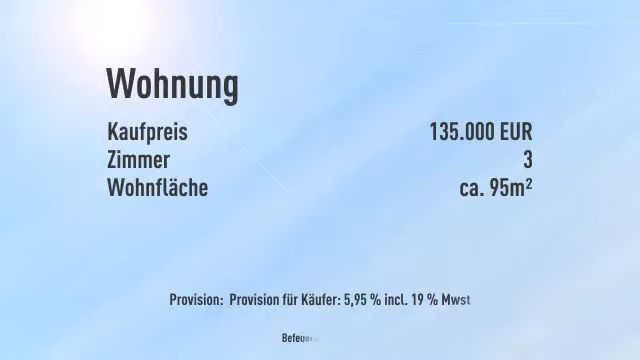 Wohnung
Kaufpreis 135.000 EUR
Zimmer 3
Wohnfläche ca. 95m²
Provision: Provision für Käufer: 5,95 % incl. 19 % Mwst